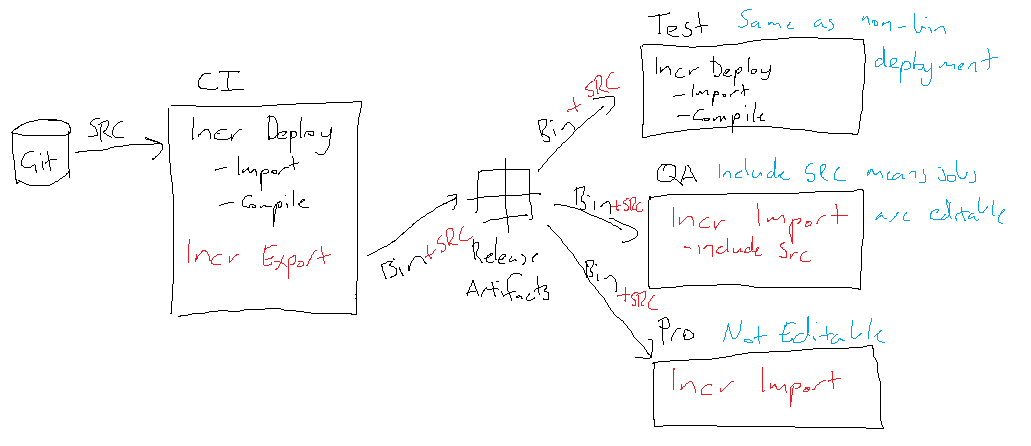 Git
SRC
CI
Incr Deploy
- Import
- Compile
Incr Export
Bin+SRC
Release
Artifacts
Bin + SRC
Test Same as non-bin
deployment
Incr Deploy
- Import
- Compile
Bin+SRC
QA Include SRC means jobs
are editable
Incr Import
- include Src
Bin+SRC
Pro Not Editable
Incr Import